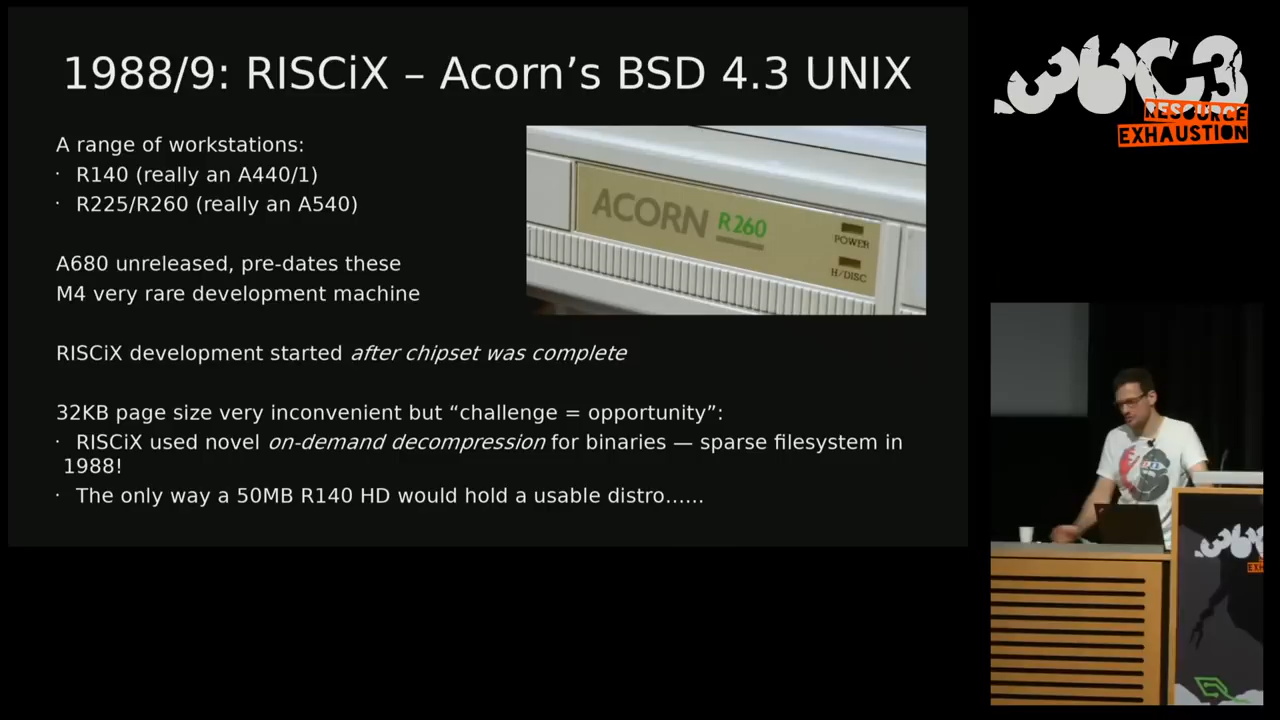 1988/9: RISCiX – Acorn’s BSD 4.3 UNIX
A range of workstations:
· R140 (really an A440/1)
· R225/R260 (really an A540)
A680 unreleased, pre-dates these
M4 very rare development machine
ACORN R260
POWER
H/DISC
RISCiX development started after chipset was complete
32KB page size very inconvenient but “challenge = opportunity”:
· RISCiX used novel on-demand decompression for binaries — sparse filesystem in
1988!
· The only way a 50MB R140 HD would hold a usable distro......
36C3
RESOURCE
EXHAUSTION